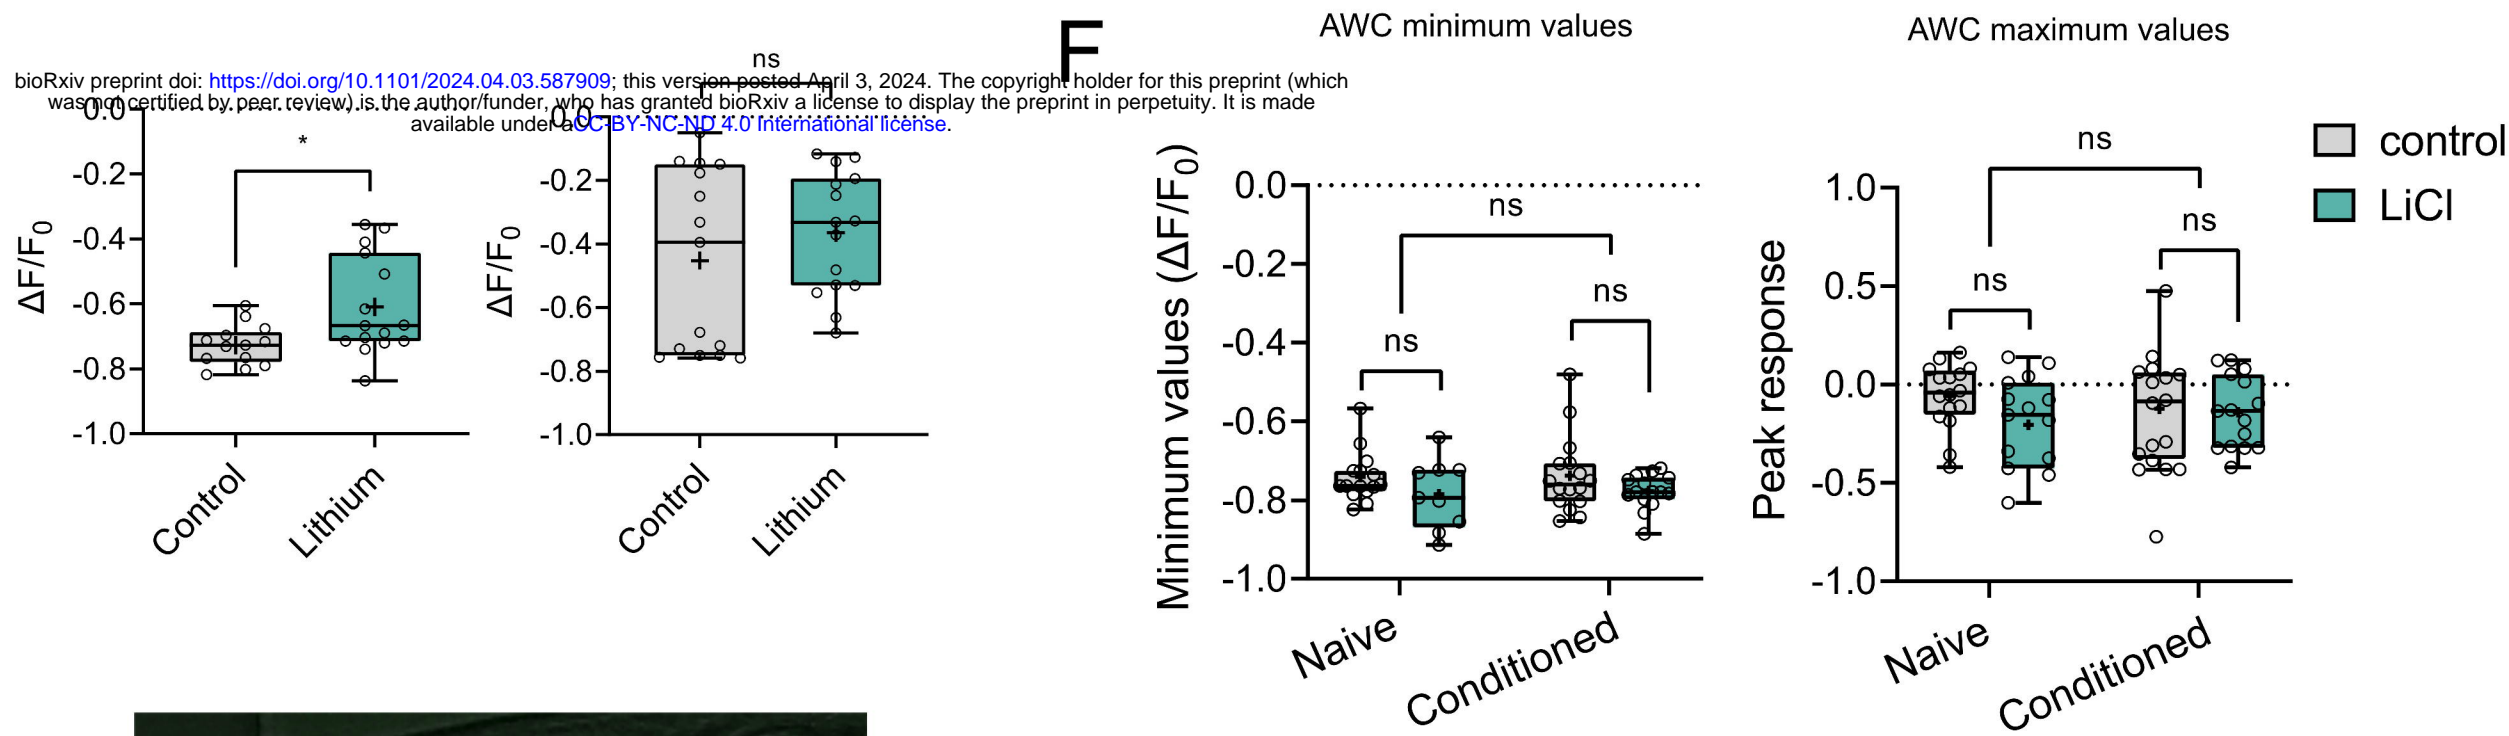 F
AWC minimum values
AWC maximum values
bioRxiv preprint doi: https://doi.org/10.1101/2024.04.03.587909; this version posted April 3, 2024. The copyright holder for this preprint (which
was not certified by peer review) is the author/funder, who has granted bioRxiv a license to display the preprint in perpetuity. It is made
available under aCC-BY-NC-ND 4.0 International license.
*
0.0
-0.2
-0.4
-0.6
-0.8
-1.0
ΔF/F0
Control
Lithium
ns
0.0
-0.2
-0.4
-0.6
-0.8
-1.0
ΔF/F0
Control
Lithium
Minimum values (ΔF/F0)
0.0
-0.2
-0.4
-0.6
-0.8
-1.0
ns
ns
ns
Naive
Conditioned
Peak response
1.0
0.5
0.0
-0.5
-1.0
ns
ns
ns
Naive
Conditioned
control
LiCl